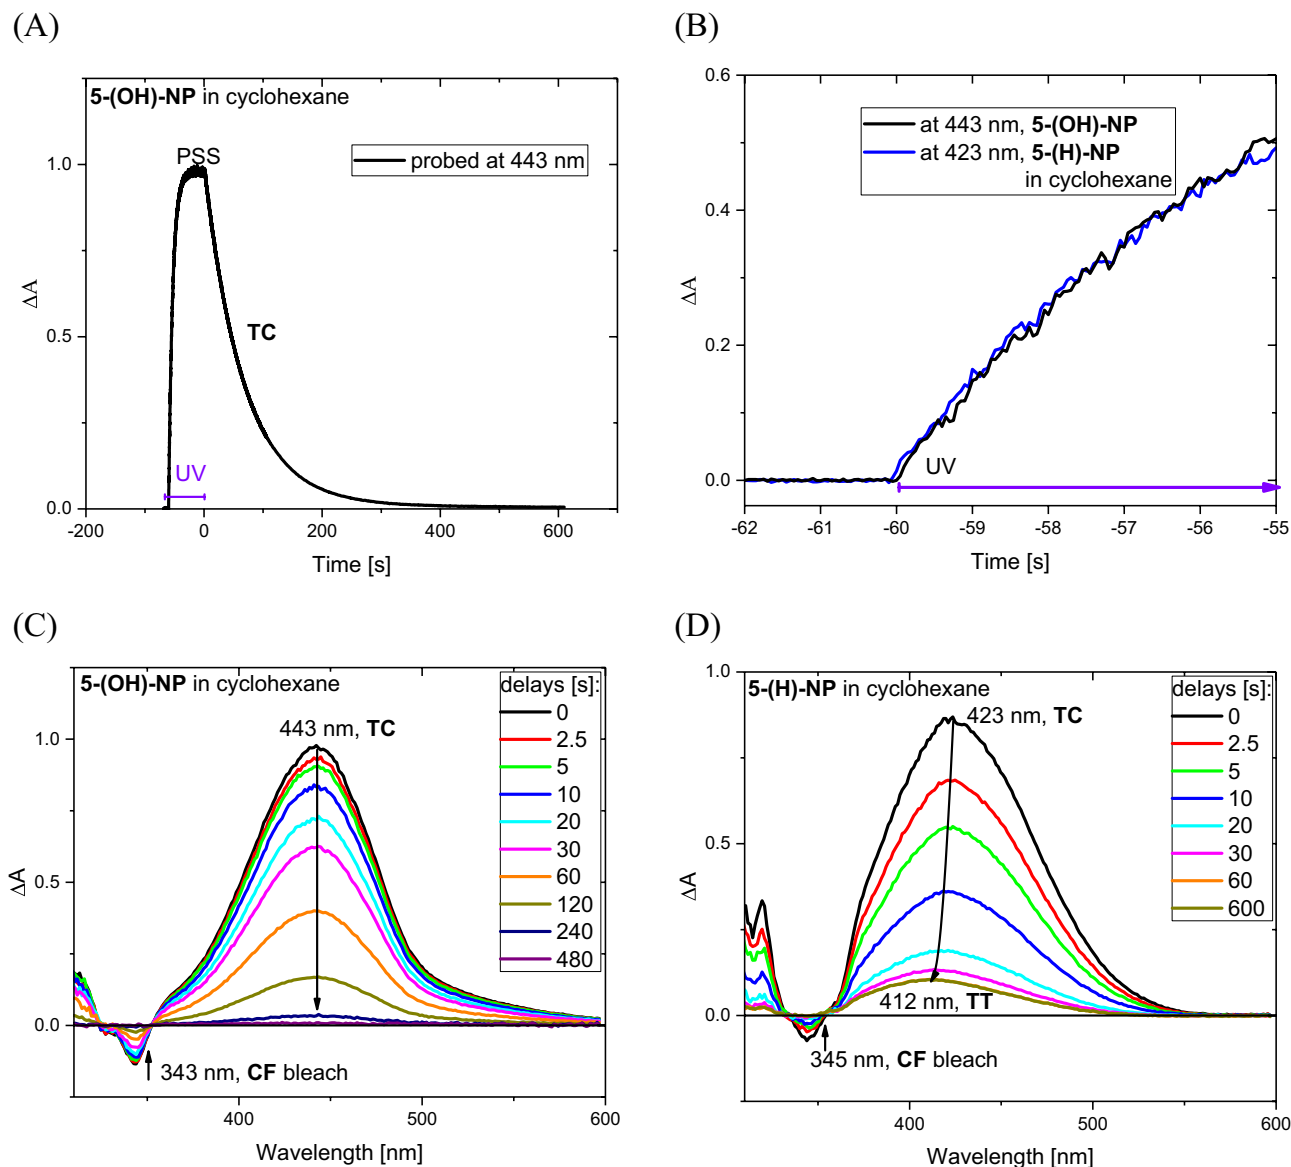 (A)
5-(OH)-NP in cyclohexane
PSS
probed at 443 nm
TC
UV
ΔA
1.0
0.5
0.0
-200
0
200
400
600
Time [s]
(B)
at 443 nm, 5-(OH)-NP
at 423 nm, 5-(H)-NP
in cyclohexane
UV
ΔA
0.6
0.4
0.2
0.0
-62
-61
-60
-59
-58
-57
-56
-55
Time [s]
(C)
5-(OH)-NP in cyclohexane
443 nm, TC
delays [s]:
0
2.5
5
10
20
30
60
120
240
480
343 nm, CF bleach
ΔA
1.0
0.5
0.0
400
500
600
Wavelength [nm]
(D)
5-(H)-NP in cyclohexane
423 nm, TC
delays [s]:
0
2.5
5
10
20
30
60
600
412 nm, TT
345 nm, CF bleach
ΔA
1.0
0.5
0.0
400
500
600
Wavelength [nm]